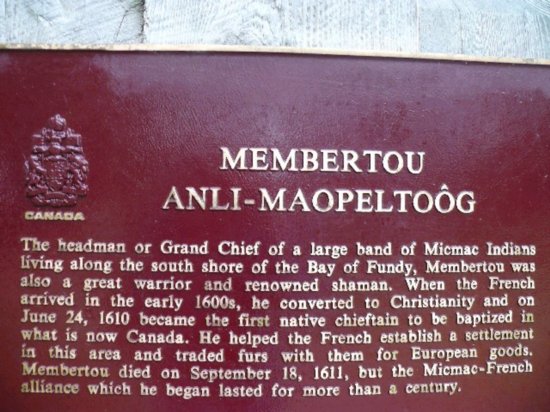 MEMBERTOU
ANLI-MAOPELTOÔG
CANADA
The headman or Grand Chief of a large band of Micmac Indians
living along the south shore of the Bay of Fundy, Membertou was
also a great warrior and renowned shaman. When the French
arrived in the early 1600s, he converted to Christianity and on
June 24, 1610 became the first native chieftain to be baptized in
what is now Canada. He helped the French establish a settlement
in this area and traded furs with them for European goods.
Membertou died on September 18, 1611, but the Micmac-French
alliance which he began lasted for more than a century.